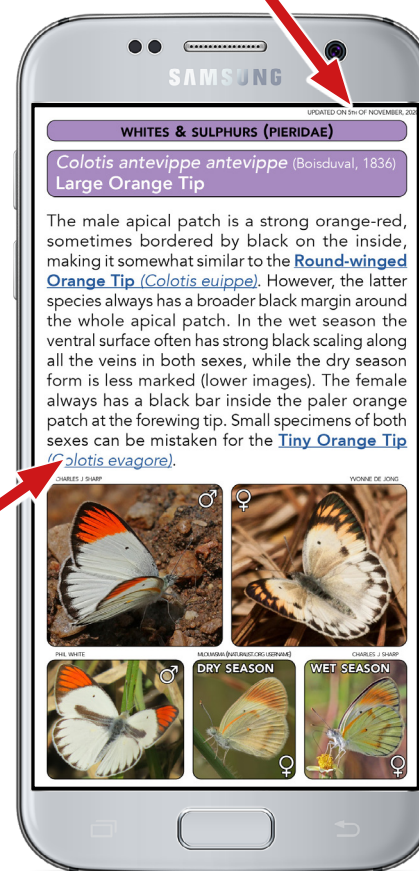 SAMSUNG
UPDATED ON 5TH OF NOVEMBER, 202
WHITES & SULPHURS (PIERIDAE)
Colotis antevippe antevippe (Boisduval, 1836)
Large Orange Tip
The male apical patch is a strong orange-red,
sometimes bordered by black on the inside,
making it somewhat similar to the Round-winged
Orange Tip (Colotis euippe). However, the latter
species always has a broader black margin around
the whole apical patch. In the wet season the
ventral surface often has strong black scaling along
all the veins in both sexes, while the dry season
form is less marked (lower images). The female
always has a black bar inside the paler orange
patch at the forewing tip. Small specimens of both
sexes can be mistaken for the Tiny Orange Tip
(Colotis evagore).
CHARLES J SHARP
YVONNE DE JONG
♂
♀
PHIL WHITE
MLOUASMA (INATURALIST.ORG USERNAME)
CHARLES J SHARP
♂
DRY SEASON
♀
WET SEASON
♀